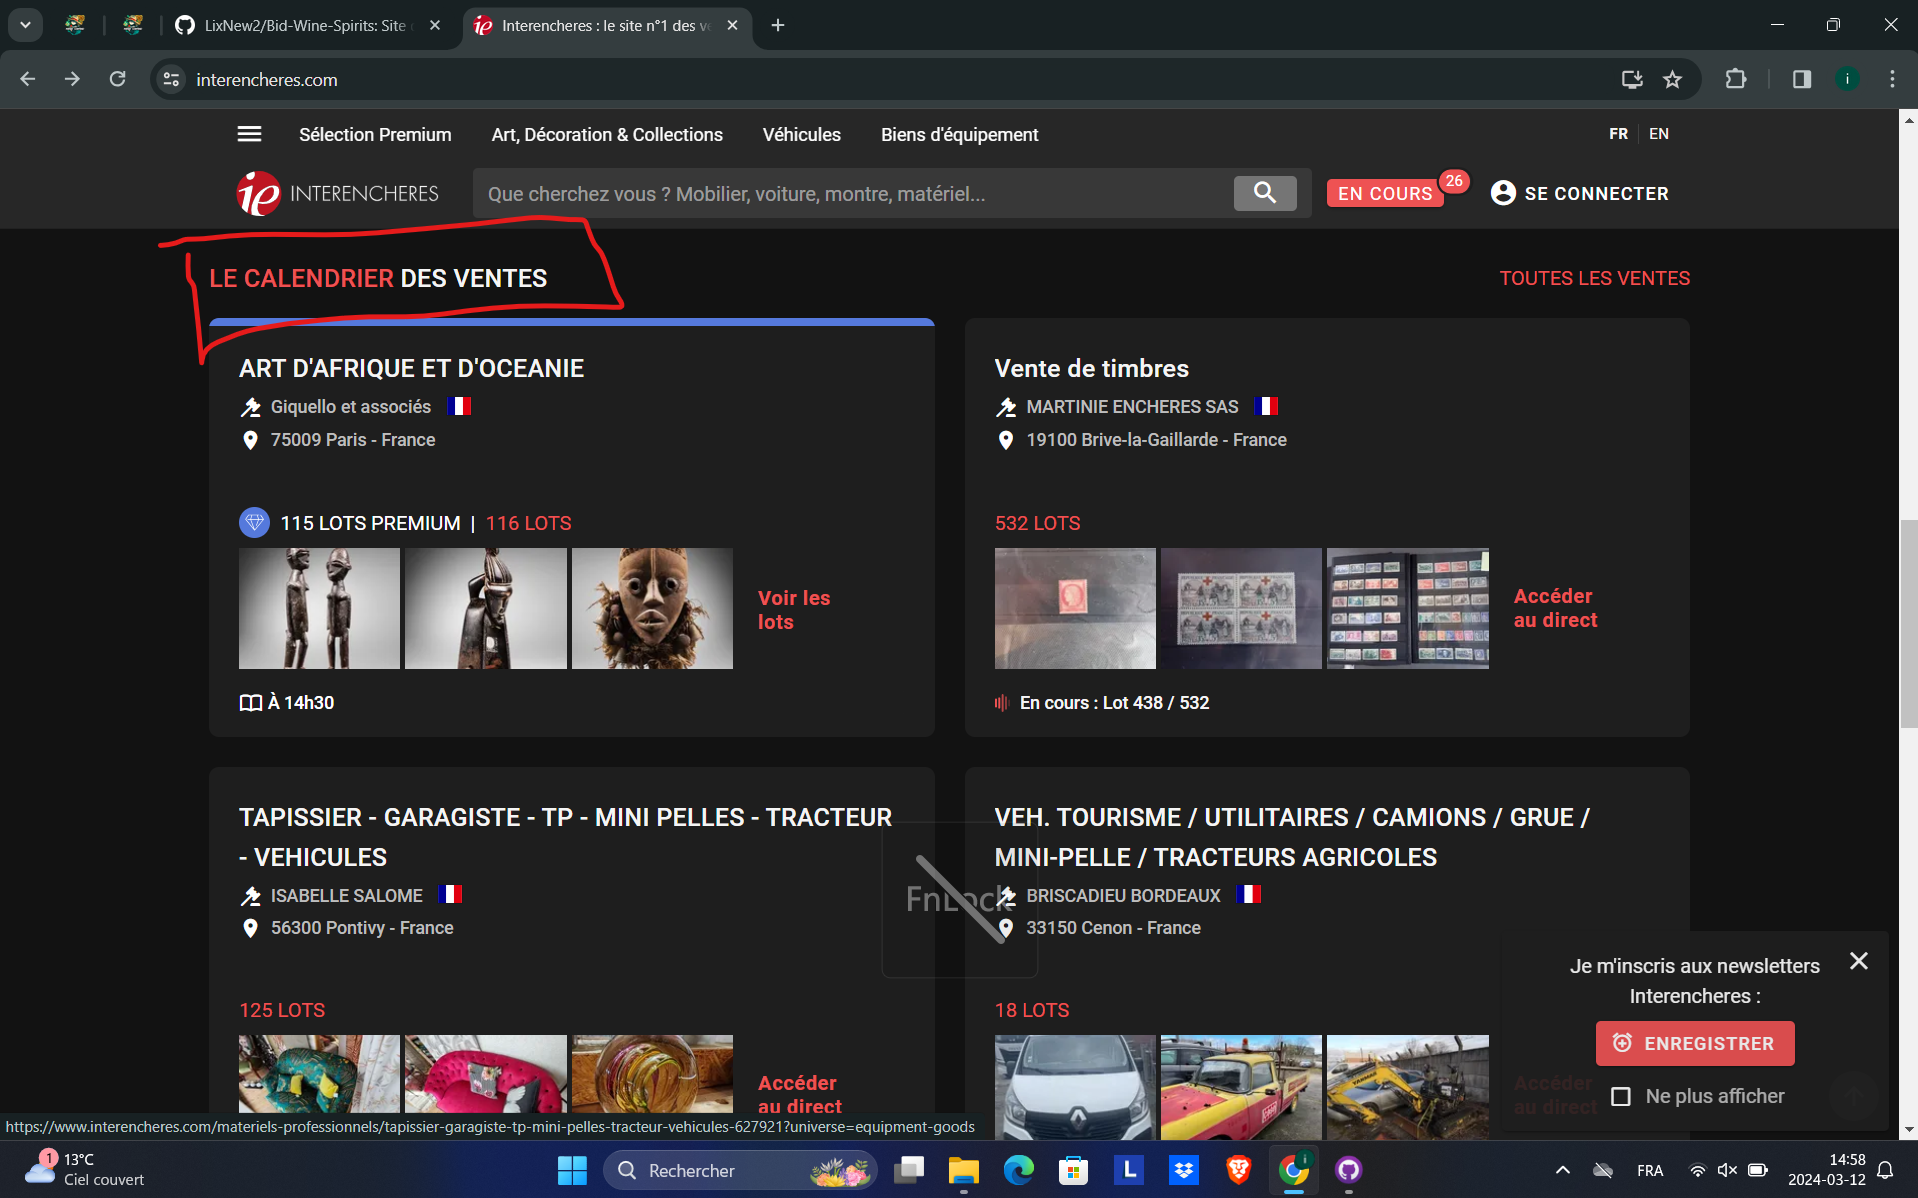 LixNew2/Bid-Wine-Spirits: Site
Interencheres : le site n°1 des
interencheres.com
i
Sélection Premium
Art, Décoration & Collections
Véhicules
Biens d'équipement
FR
EN
ie INTERENCHERES
Que cherchez vous ? Mobilier, voiture, montre, matériel...
EN COURS
26
SE CONNECTER
LE CALENDRIER DES VENTES
TOUTES LES VENTES
ART D'AFRIQUE ET D'OCEANIE
Giquello et associés
75009 Paris - France
115 LOTS PREMIUM | 116 LOTS
Voir les
lots
À 14h30
Vente de timbres
MARTINIE ENCHERES SAS
19100 Brive-la-Gaillarde - France
532 LOTS
Accéder
au direct
En cours : Lot 438 / 532
TAPISSIER - GARAGISTE - TP - MINI PELLES - TRACTEUR
- VEHICULES
ISABELLE SALOME
56300 Pontivy - France
125 LOTS
Accéder
au direct
VEH. TOURISME / UTILITAIRES / CAMIONS / GRUE /
MINI-PELLE / TRACTEURS AGRICOLES
BRISCADIEU BORDEAUX
33150 Cenon - France
18 LOTS
Accéder
au direct
FnLock
Je m'inscris aux newsletters
Interencheres :
ENREGISTRER
Ne plus afficher
https://www.interencheres.com/materiels-professionnels/tapissier-garagiste-tp-mini-pelles-tracteur-vehicules-627921?universe=equipment-goods
1
13°C
Ciel couvert
Rechercher
L
FRA
14:58
2024-03-12